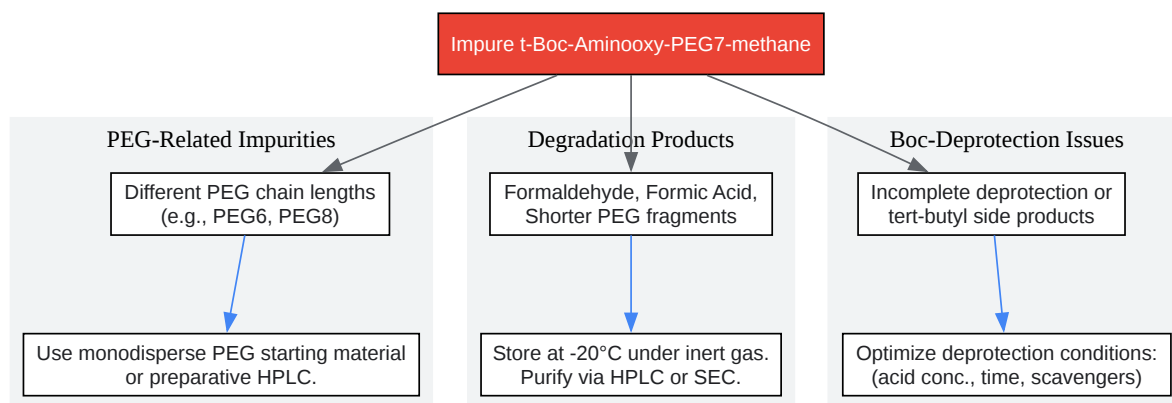 Impure t-Boc-Aminooxy-PEG7-methane
PEG-Related Impurities
Different PEG chain lengths
(e.g., PEG6, PEG8)
Use monodisperse PEG starting material
or preparative HPLC.
Degradation Products
Formaldehyde, Formic Acid,
Shorter PEG fragments
Store at -20°C under inert gas.
Purify via HPLC or SEC.
Boc-Deprotection Issues
Incomplete deprotection or
tert-butyl side products
Optimize deprotection conditions:
(acid conc., time, scavengers)